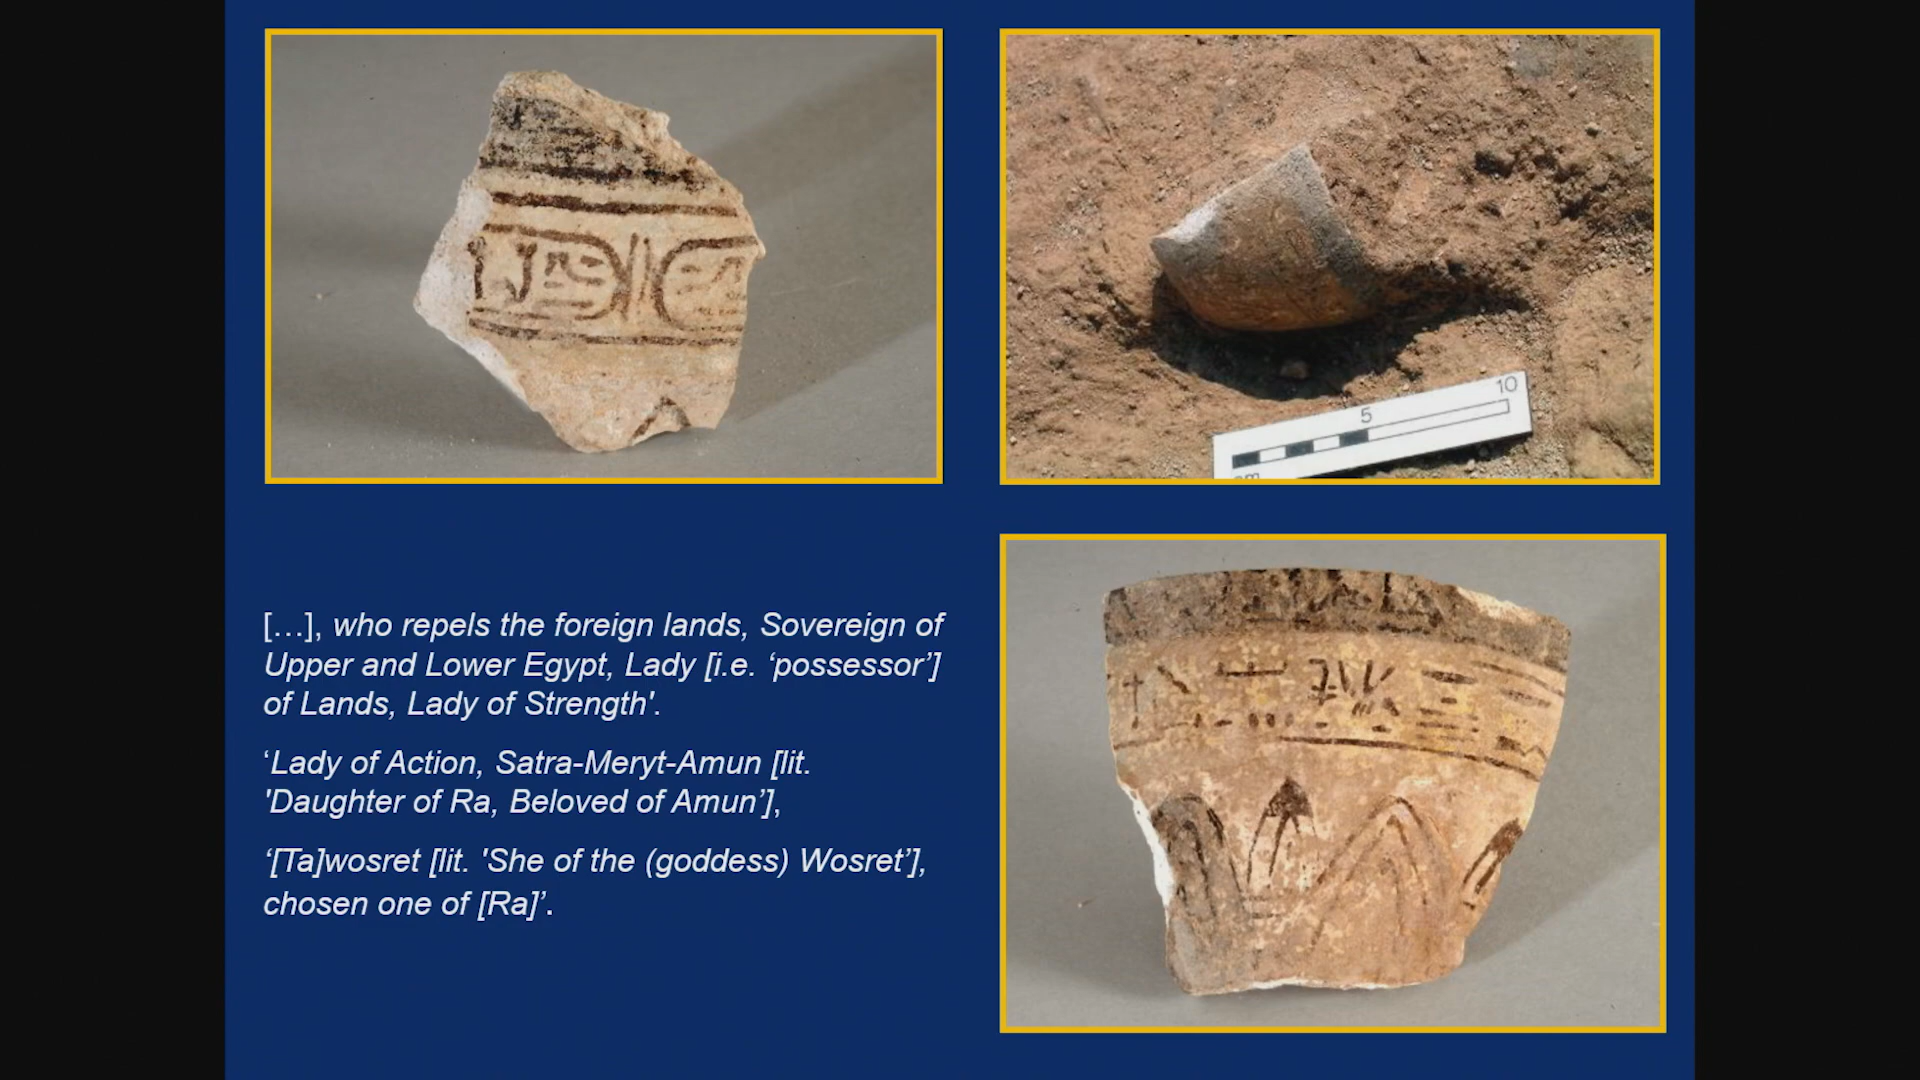 5
10
cm
[…], who repels the foreign lands, Sovereign of
Upper and Lower Egypt, Lady [i.e. ‘possessor’]
of Lands, Lady of Strength'.
‘Lady of Action, Satra-Meryt-Amun [lit.
'Daughter of Ra, Beloved of Amun’],
‘[Ta]wosret [lit. 'She of the (goddess) Wosret’],
chosen one of [Ra]’.